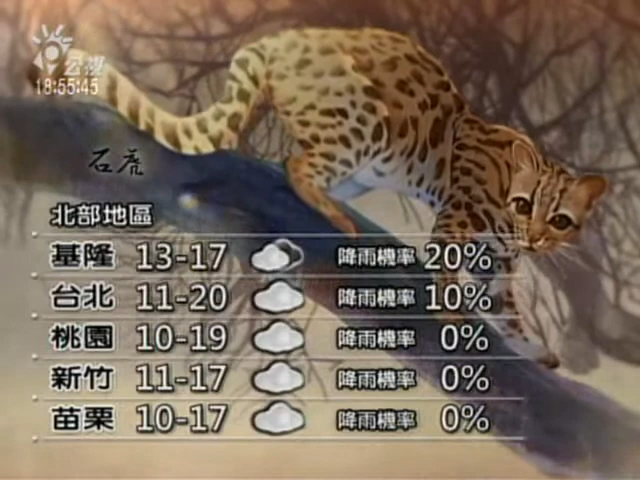 公視
18:55:45
石虎
北部地區
基隆 13-17 降雨機率 20%
台北 11-20 降雨機率 10%
桃園 10-19 降雨機率 0%
新竹 11-17 降雨機率 0%
苗栗 10-17 降雨機率 0%